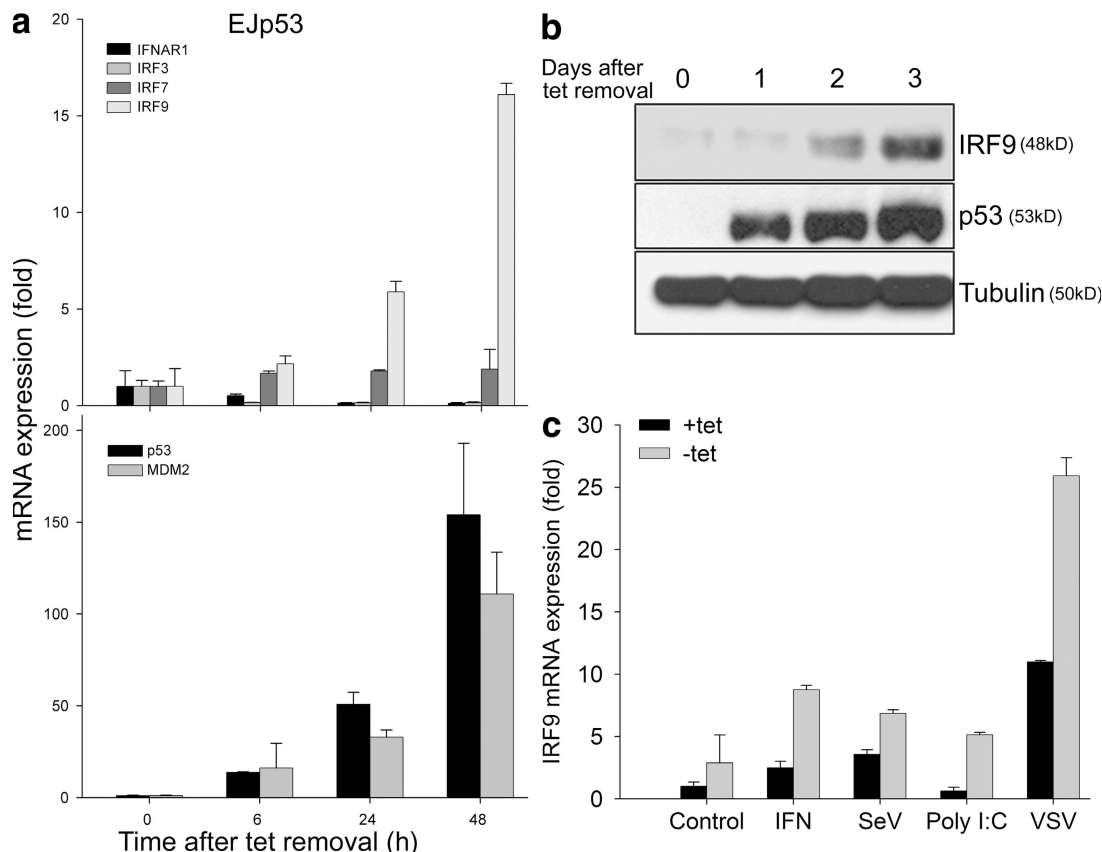 a
EJp53
20
15
10
5
0
IFNAR1
IRF3
IRF7
IRF9
mRNA expression (fold)
200
150
100
50
0
p53
MDM2
0 6 24 48
Time after tet removal (h)
b
Days after
tet removal 0 1 2 3
IRF9 (48kD)
p53 (53kD)
Tubulin (50kD)
c
30
25
20
15
10
5
0
+tet
-tet
IRF9 mRNA expression (fold)
Control IFN SeV Poly I:C VSV